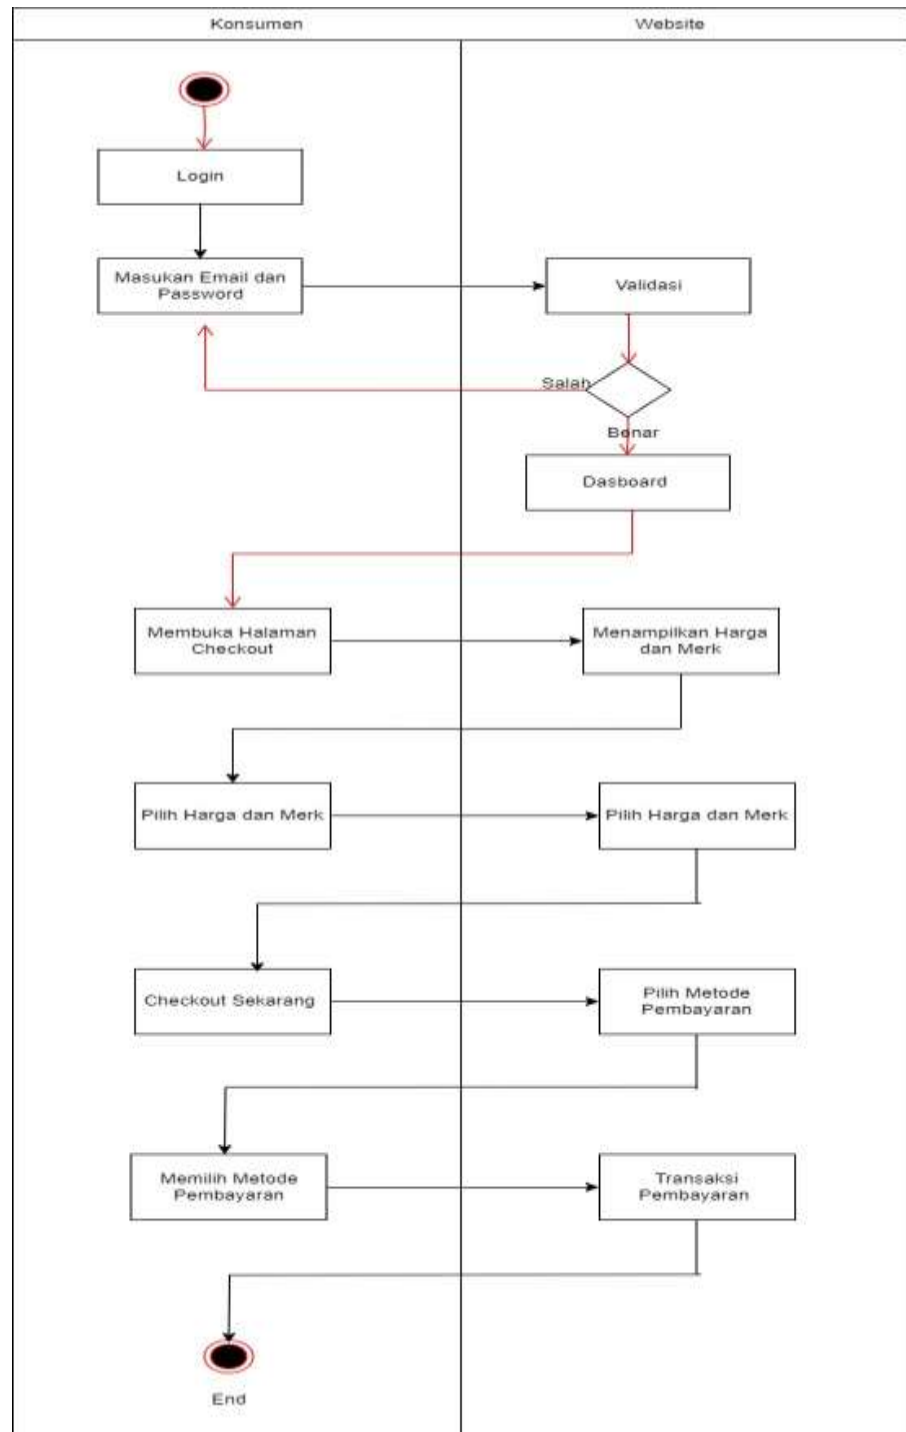 Konsumen
Website
Login
Masukan Email dan
Password
Validasi
Salah
Benar
Dasboard
Membuka Halaman
Checkout
Menampilkan Harga
dan Merk
Pilih Harga dan Merk
Pilih Harga dan Merk
Checkout Sekarang
Pilih Metode
Pembayaran
Memilih Metode
Pembayaran
Transaksi
Pembayaran
End